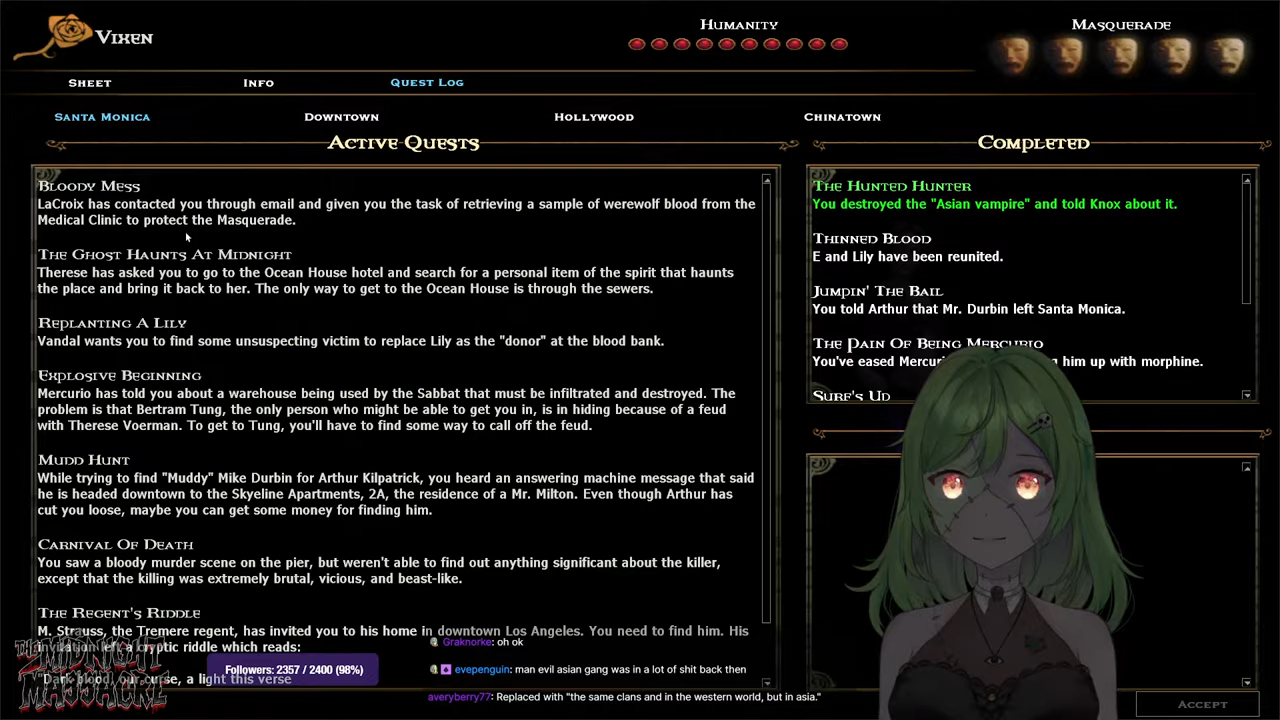 Vixen
Humanity
Masquerade
Sheet
Info
Quest Log
Santa Monica
Downtown
Hollywood
Chinatown
Active Quests
Bloody Mess
LaCroix has contacted you through email and given you the task of retrieving a sample of werewolf blood from the
Medical Clinic to protect the Masquerade.
The Ghost Haunts At Midnight
Therese has asked you to go to the Ocean House hotel and search for a personal item of the spirit that haunts
the place and bring it back to her. The only way to get to the Ocean House is through the sewers.
Replanting A Lily
Vandal wants you to find some unsuspecting victim to replace Lily as the "donor" at the blood bank.
Explosive Beginning
Mercurio has told you about a warehouse being used by the Sabbat that must be infiltrated and destroyed. The
problem is that Bertram Tung, the only person who might be able to get you in, is in hiding because of a feud
with Therese Voerman. To get to Tung, you'll have to find some way to call off the feud.
Mudd Hunt
While trying to find "Muddy" Mike Durbin for Arthur Kilpatrick, you heard an answering machine message that said
he is headed downtown to the Skyeline Apartments, 2A, the residence of a Mr. Milton. Even though Arthur has
cut you loose, maybe you can get some money for finding him.
Carnival Of Death
You saw a bloody murder scene on the pier, but weren't able to find out anything significant about the killer,
except that the killing was extremely brutal, vicious, and beast-like.
The Regent's Riddle
M. Strauss, the Tremere regent, has invited you to his home in downtown Los Angeles. You need to find him. His
invitation left a cryptic riddle which reads:
Dark blood, our curse, a light this verse
Completed
The Hunted Hunter
You destroyed the "Asian vampire" and told Knox about it.
Thinned Blood
E and Lily have been reunited.
Jumpin' The Bail
You told Arthur that Mr. Durbin left Santa Monica.
The Pain Of Being Mercurio
You've eased Mercuri him up with morphine.
Surf's Up
The Midnight
Massacre
Followers: 2357 / 2400 (98%)
Graknorke: oh ok
evepenguin: man evil asian gang was in a lot of shit back then
averyberry77: Replaced with "the same clans and in the western world, but in asia."
Accept